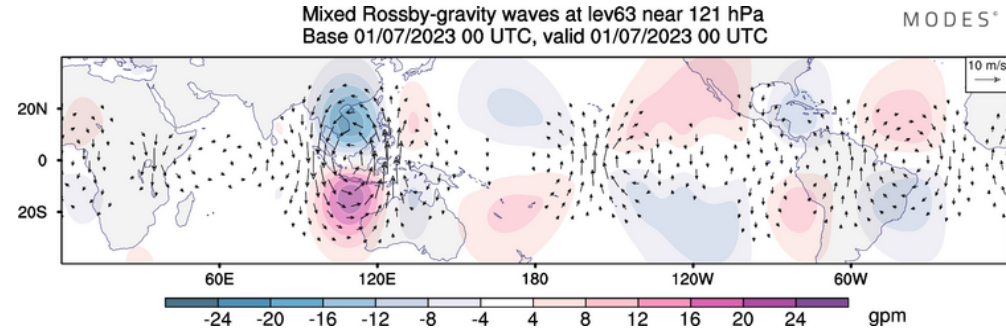 Mixed Rossby-gravity waves at lev63 near 121 hPa
Base 01/07/2023 00 UTC, valid 01/07/2023 00 UTC
MODES®
10 m/s
20N
0
20S
60E 120E 180 120W 60W
-24 -20 -16 -12 -8 -4 4 8 12 16 20 24 gpm